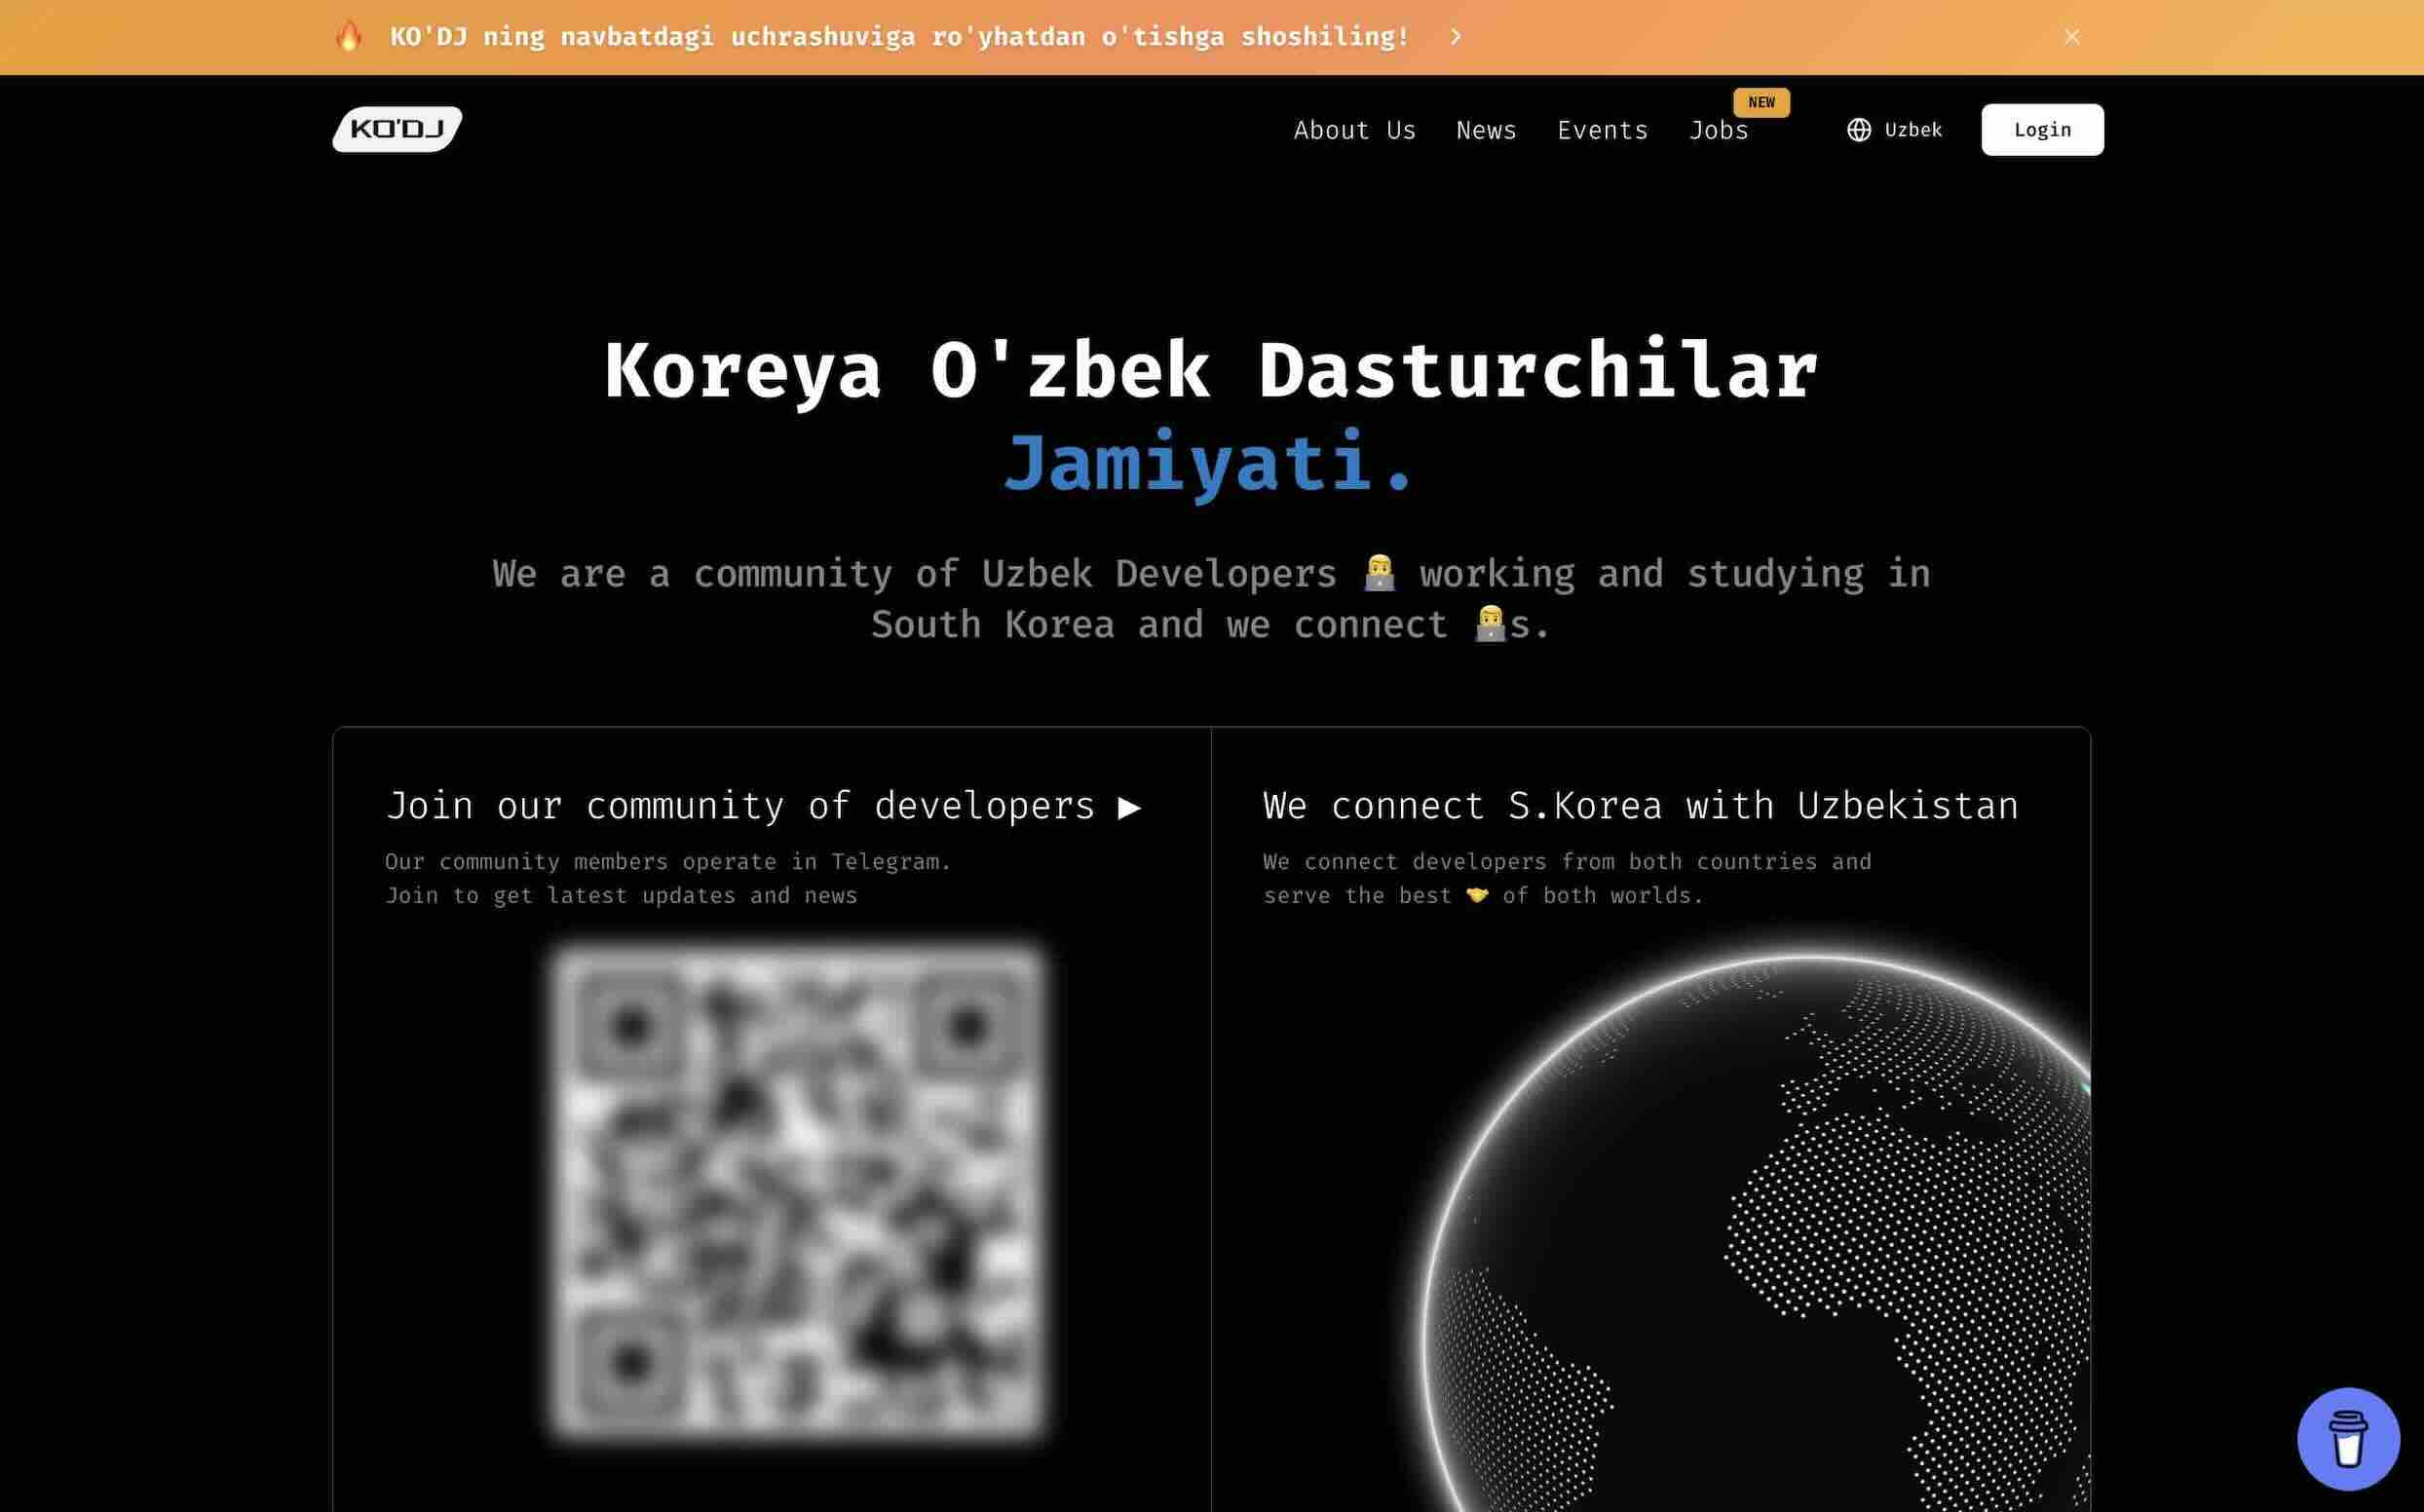 🔥 KO'DJ ning navbatdagi uchrashuviga ro'yhatdan o'tishga shoshiling!
KO'DJ
About Us News Events Jobs NEW Uzbek Login
Koreya O'zbek Dasturchilar
Jamiyati.
We are a community of Uzbek Developers 👨‍💻 working and studying in
South Korea and we connect 👨‍💻s.
Join our community of developers ▶
Our community members operate in Telegram.
Join to get latest updates and news
We connect S.Korea with Uzbekistan
We connect developers from both countries and
serve the best 🤝 of both worlds.